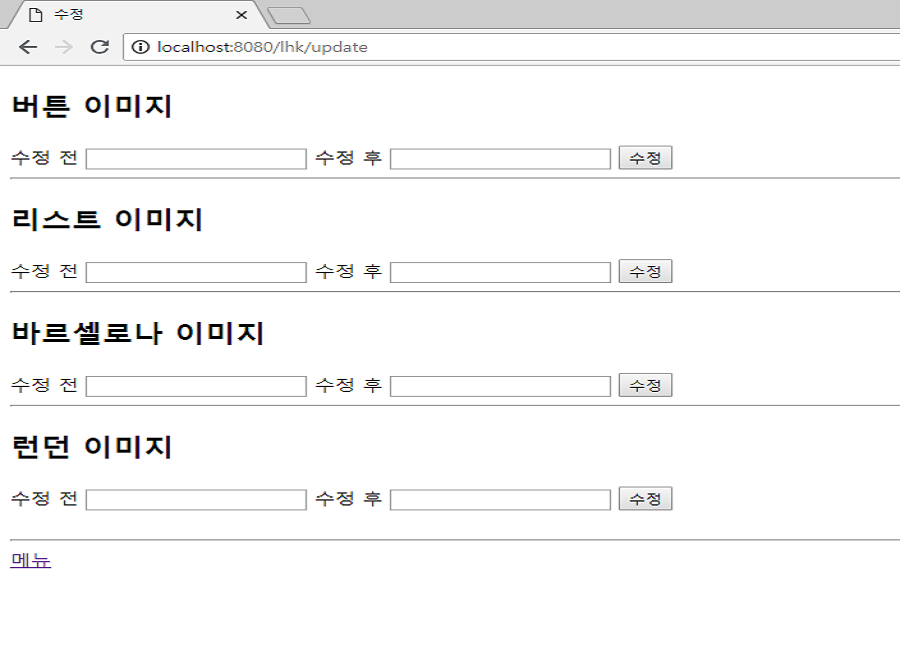 수정
localhost:8080/lhk/update
버튼 이미지
수정 전 수정 후 수정
리스트 이미지
수정 전 수정 후 수정
바르셀로나 이미지
수정 전 수정 후 수정
런던 이미지
수정 전 수정 후 수정
메뉴